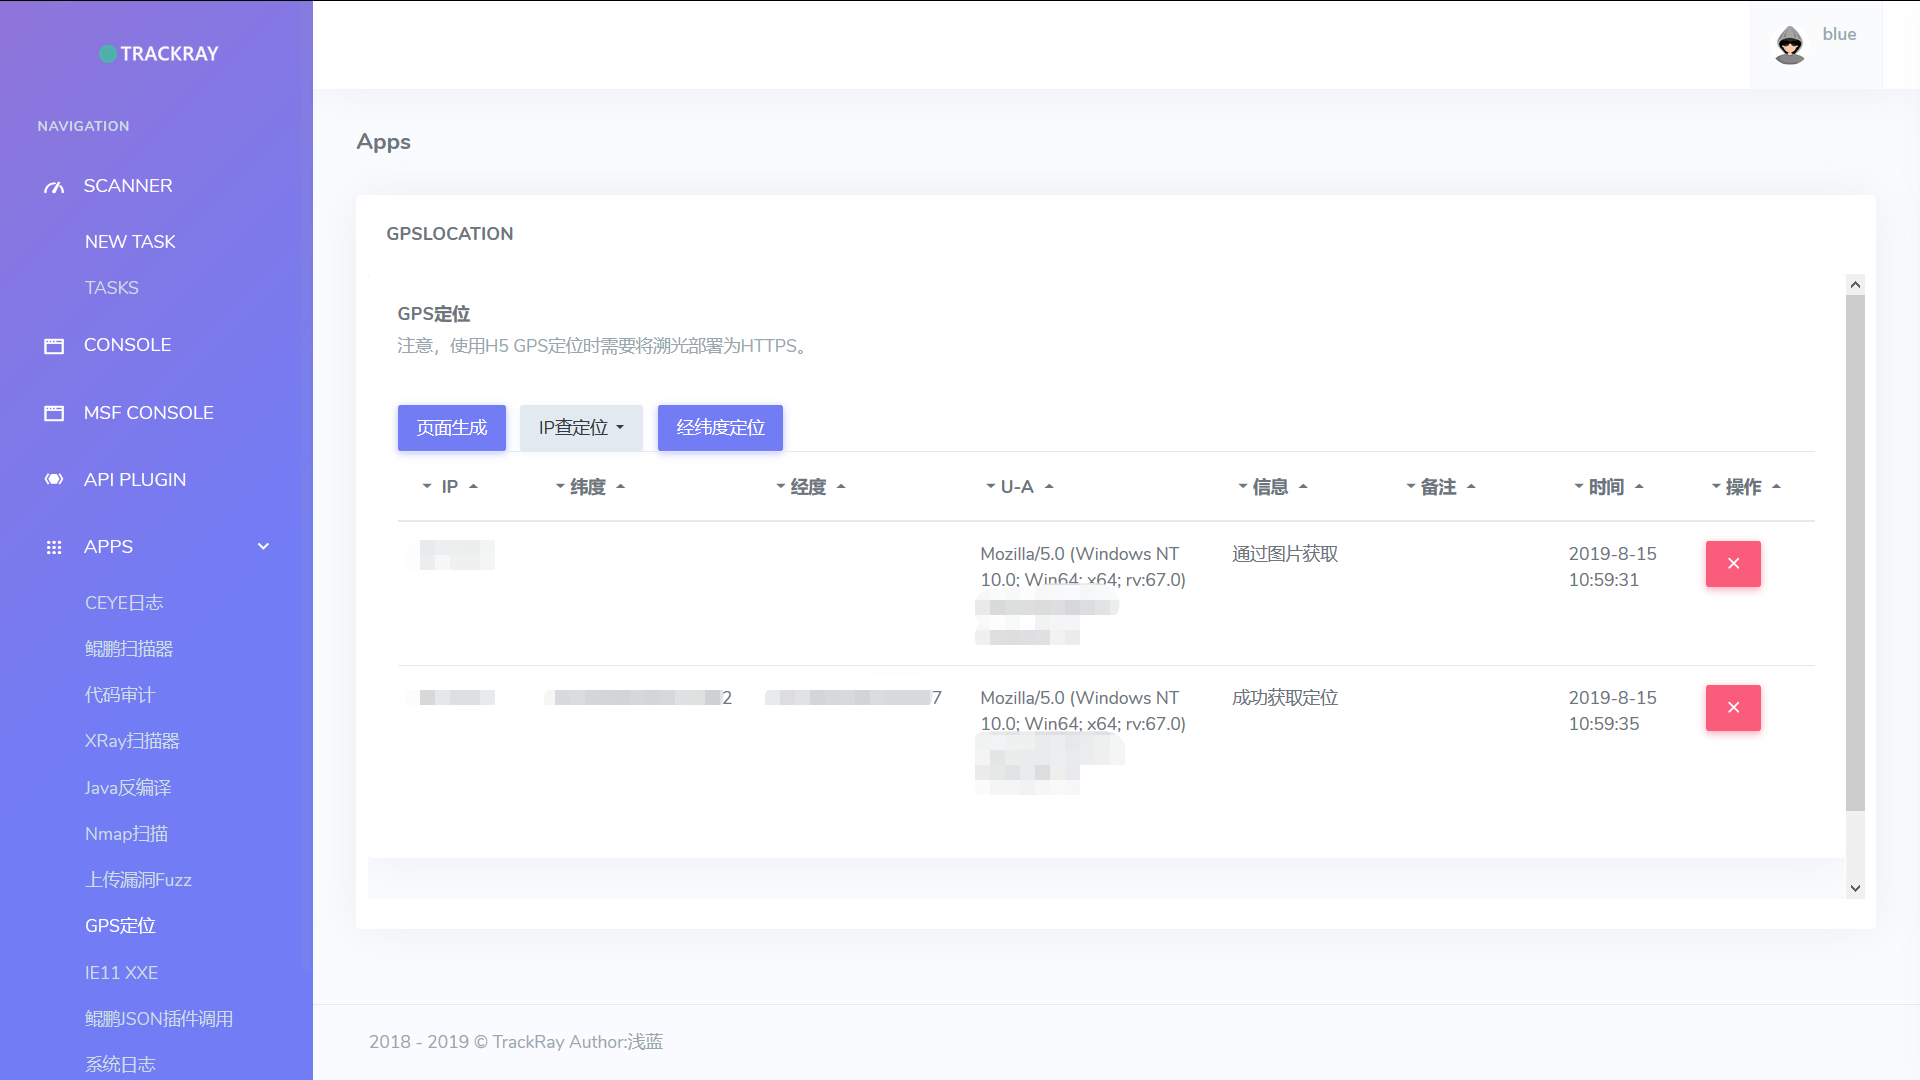 TRACKRAY
blue
NAVIGATION
SCANNER
NEW TASK
TASKS
CONSOLE
MSF CONSOLE
API PLUGIN
APPS
CEYE日志
鲲鹏扫描器
代码审计
XRay扫描器
Java反编译
Nmap扫描
上传漏洞Fuzz
GPS定位
IE11 XXE
鲲鹏JSON插件调用
系统日志
Apps
GPSLOCATION
GPS定位
注意，使用H5 GPS定位时需要将溯光部署为HTTPS。
页面生成 IP查定位 经纬度定位
IP 纬度 经度 U-A 信息 备注 时间 操作
Mozilla/5.0 (Windows NT 通过图片获取 2019-8-15
10.0; Win64; x64; rv:67.0) 10:59:31
2 7 Mozilla/5.0 (Windows NT 成功获取定位 2019-8-15
10.0; Win64; x64; rv:67.0) 10:59:35
2018 - 2019 © TrackRay Author:浅蓝